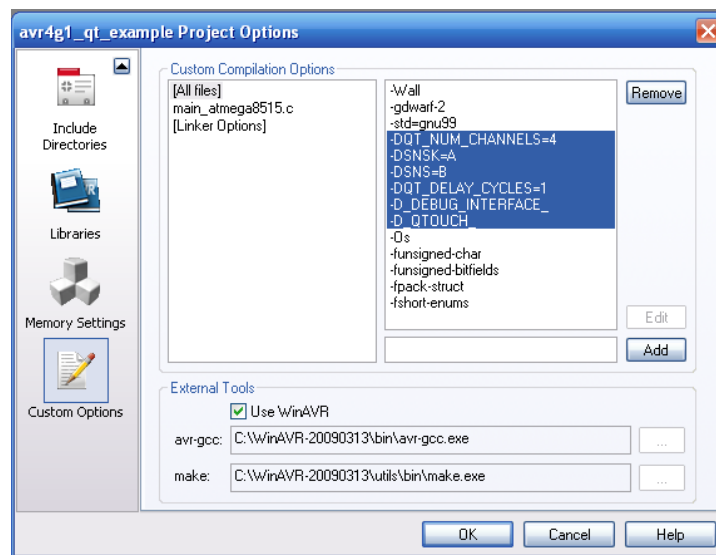 avr4g1_qt_example Project Options
Include
Directories
Libraries
Memory Settings
Custom Options
Custom Compilation Options
[All files]
main_atmega8515.c
[Linker Options]
-Wall
-gdwarf-2
-std=gnu99
-DQT_NUM_CHANNELS=4
-DSNSK=A
-DSNS=B
-DQT_DELAY_CYCLES=1
-D_DEBUG_INTERFACE_
-D_QTOUCH_
-Os
-funsigned-char
-funsigned-bitfields
-fpack-struct
-fshort-enums
Remove
Edit
Add
External Tools
Use WinAVR
avr-gcc: C:\WinAVR-20090313\bin\avr-gcc.exe ...
make: C:\WinAVR-20090313\utils\bin\make.exe ...
OK Cancel Help